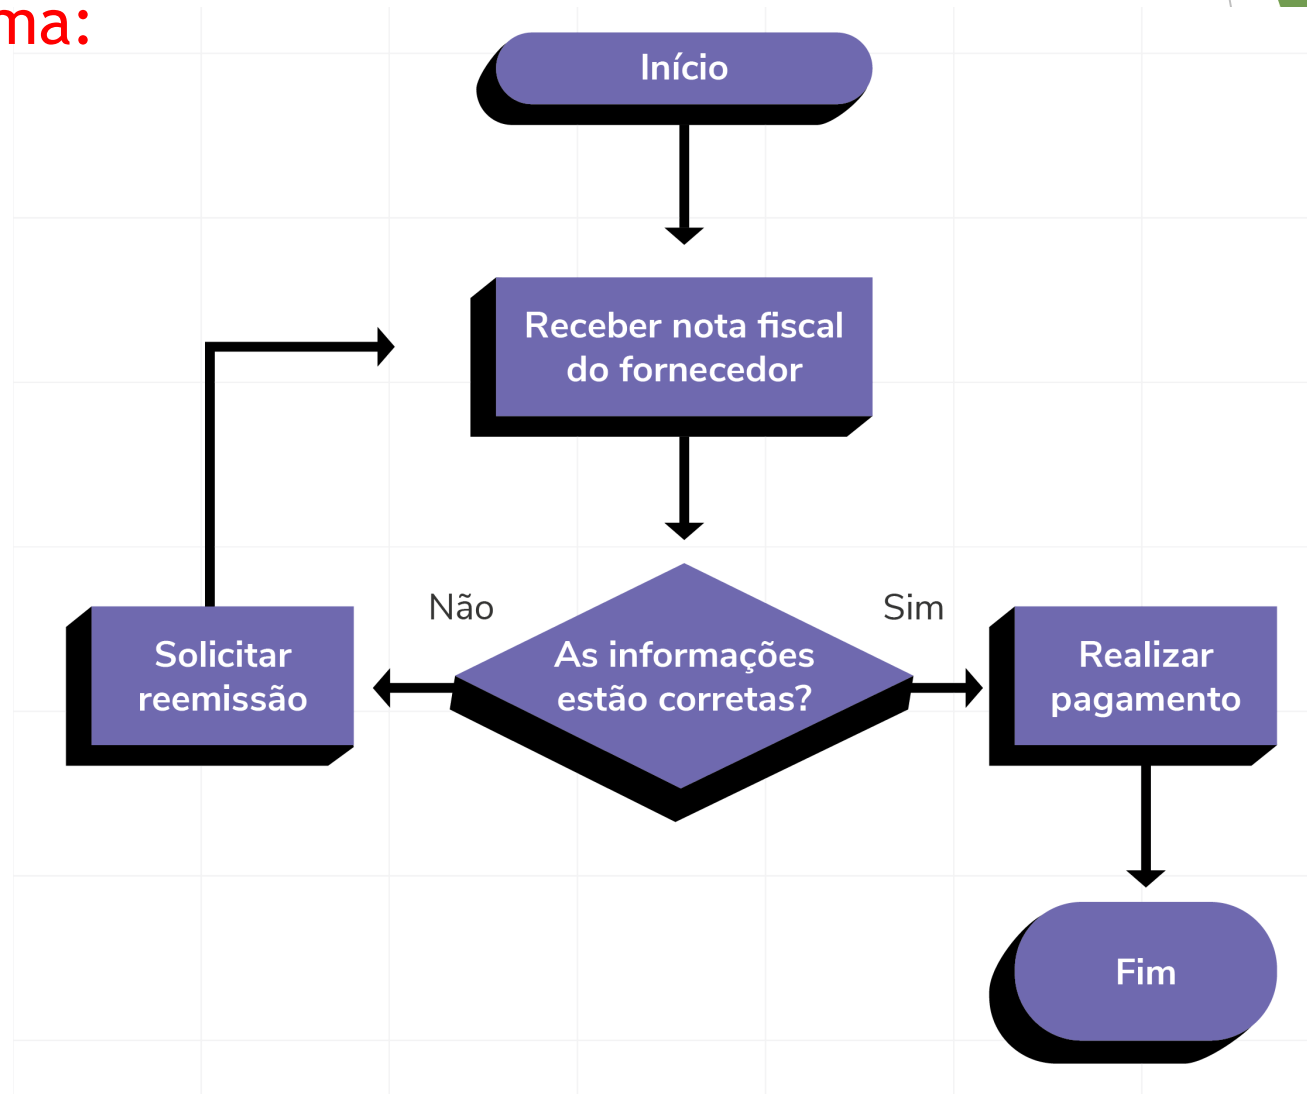 ma:
Início
Receber nota fiscal
do fornecedor
Não
Sim
Solicitar
reemissão
As informações
estão corretas?
Realizar
pagamento
Fim